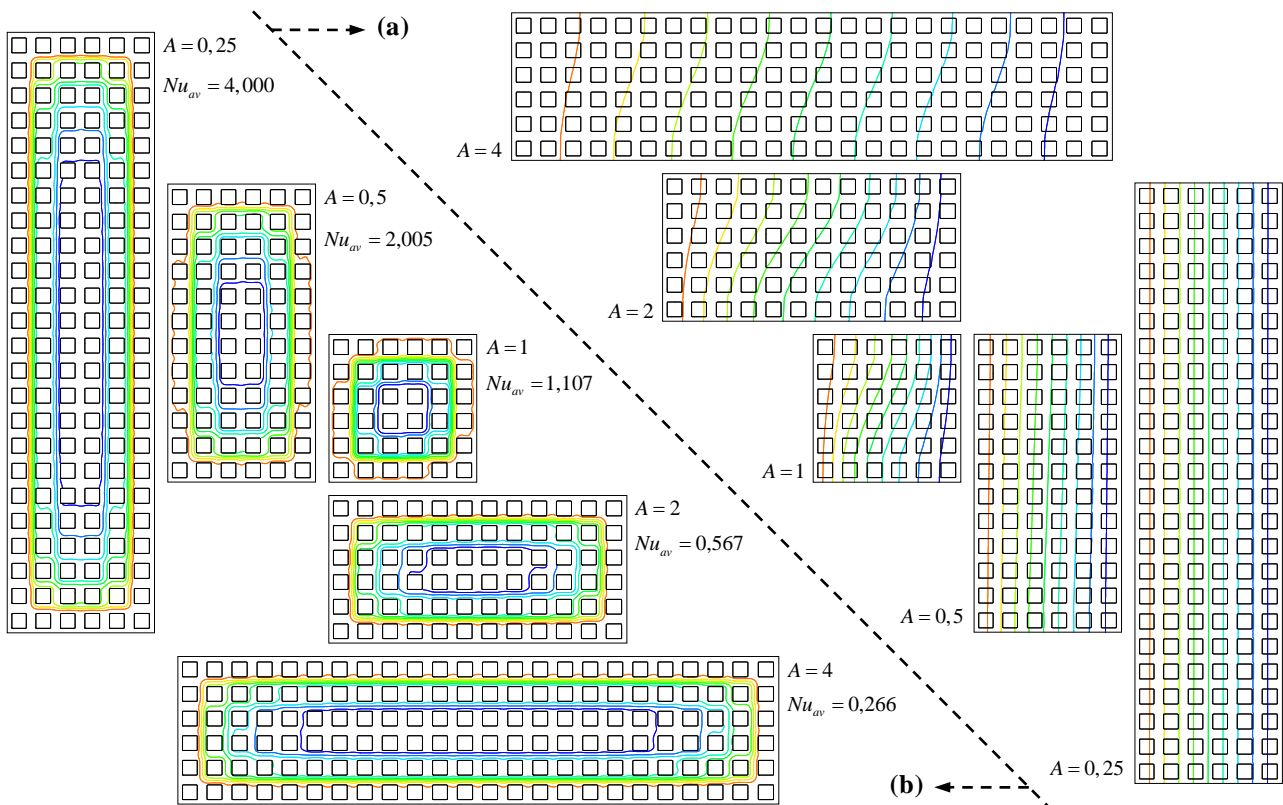 (a)
A = 0,25
Nu_av = 4,000
A = 0,5
Nu_av = 2,005
A = 1
Nu_av = 1,107
A = 2
Nu_av = 0,567
A = 4
Nu_av = 0,266
A = 4
A = 2
A = 1
A = 0,5
A = 0,25
(b)